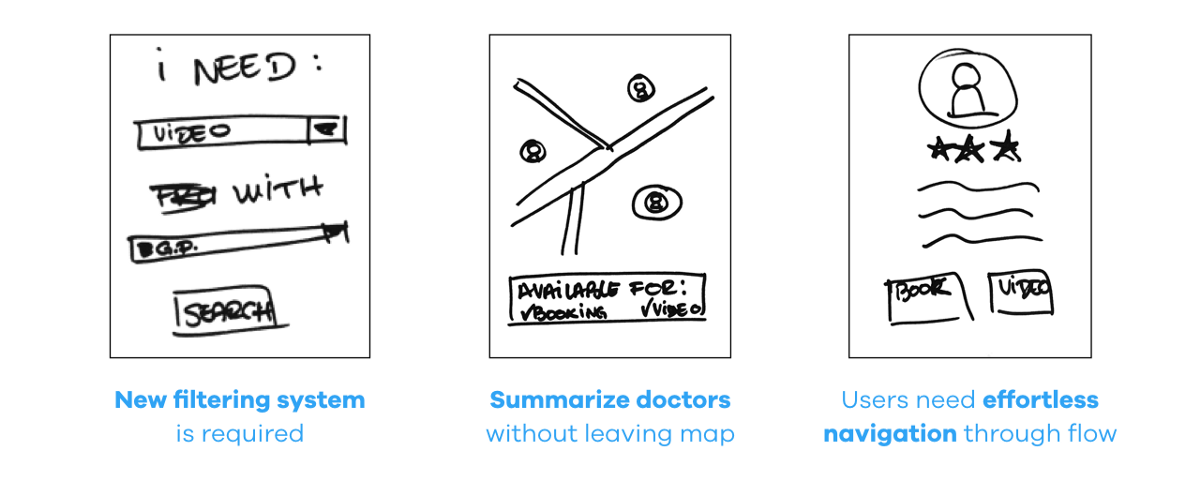 i NEED:
ViDEO
WiTH
G.P.
SEARCH
New filtering system
is required
AVAiLABLE FOR:
√BOOKING √ViDEO
Summarize doctors
without leaving map
BOOK
ViDEO
Users need effortless
navigation through flow